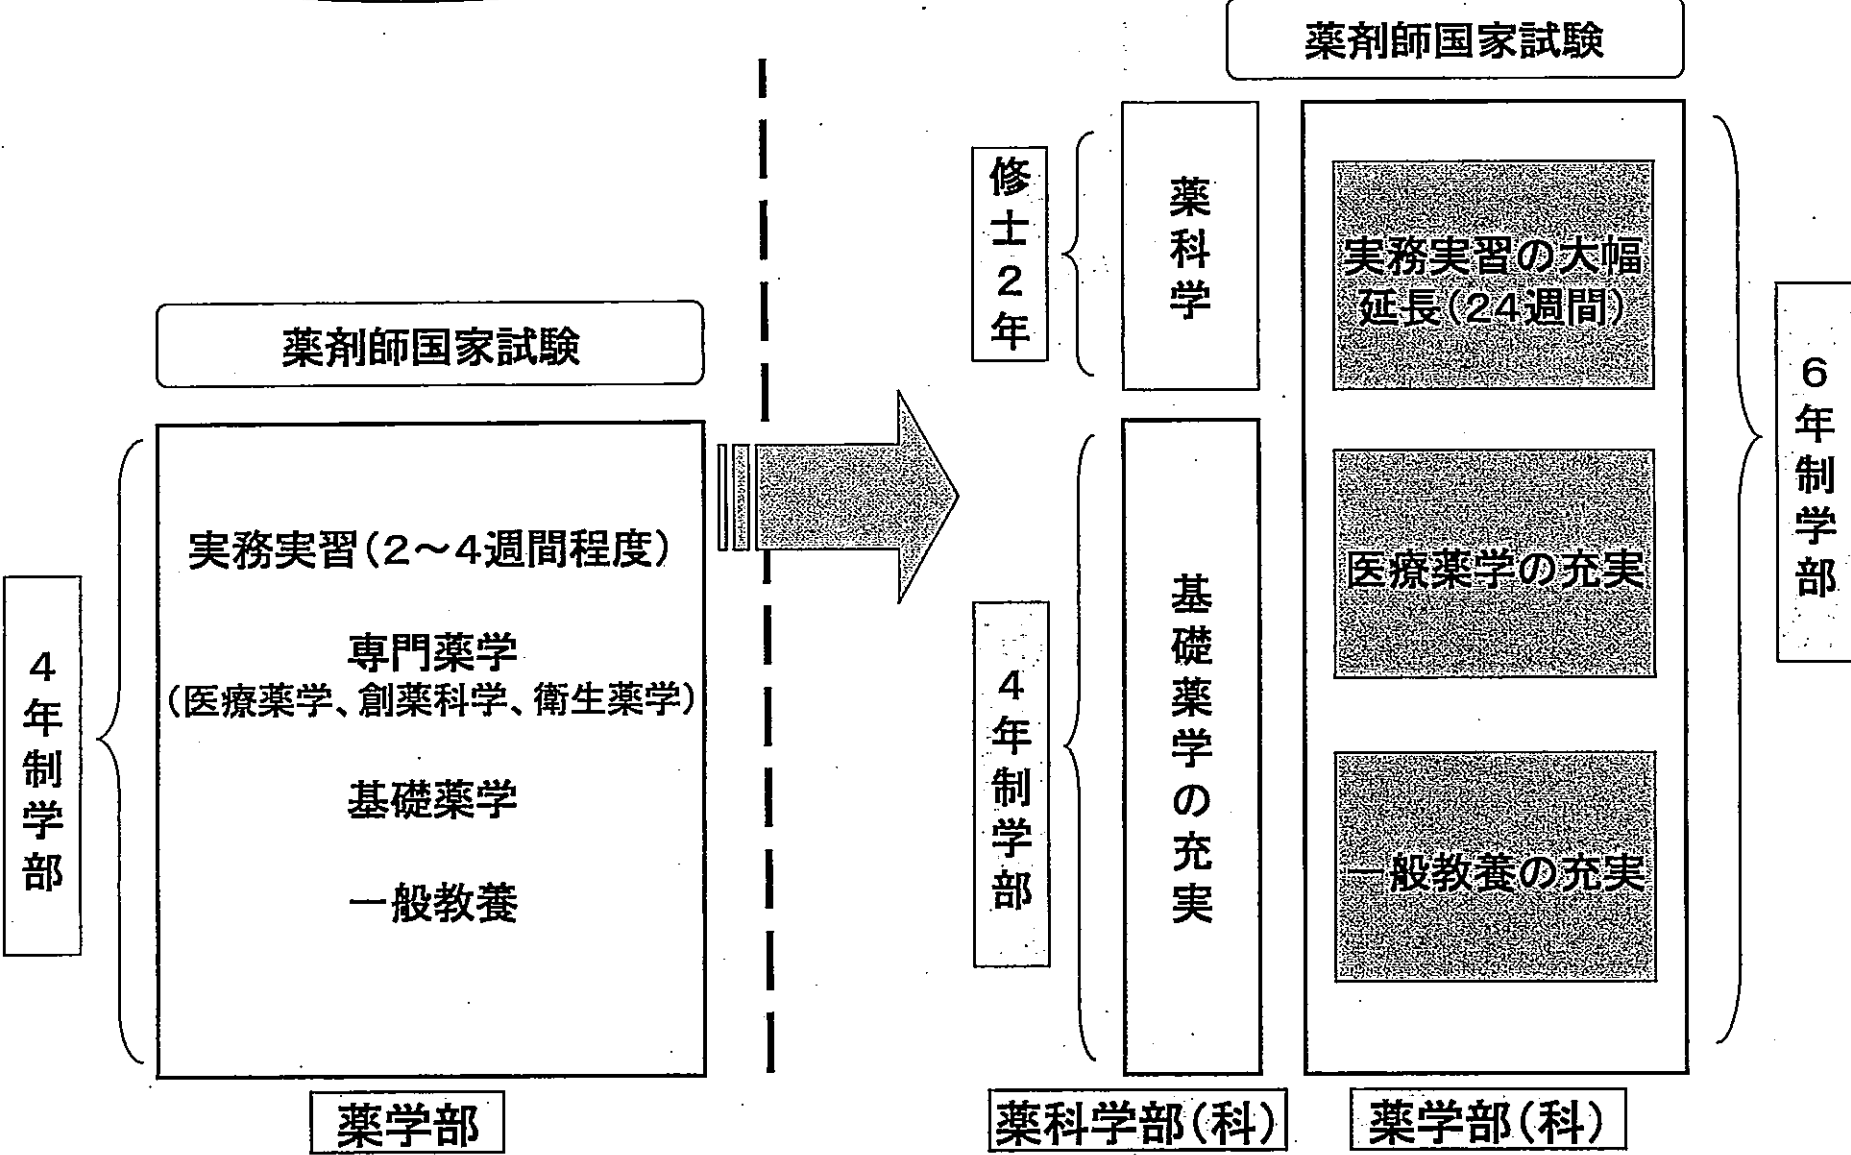 薬剤師国家試験
実務実習(2～4週間程度)
専門薬学
(医療薬学、創薬科学、衛生薬学)
基礎薬学
一般教養
4年制学部
薬学部
薬剤師国家試験
修士2年
薬科学
4年制学部
基礎薬学の充実
薬科学部(科)
実務実習の大幅
延長(24週間)
医療薬学の充実
一般教養の充実
6年制学部
薬学部(科)